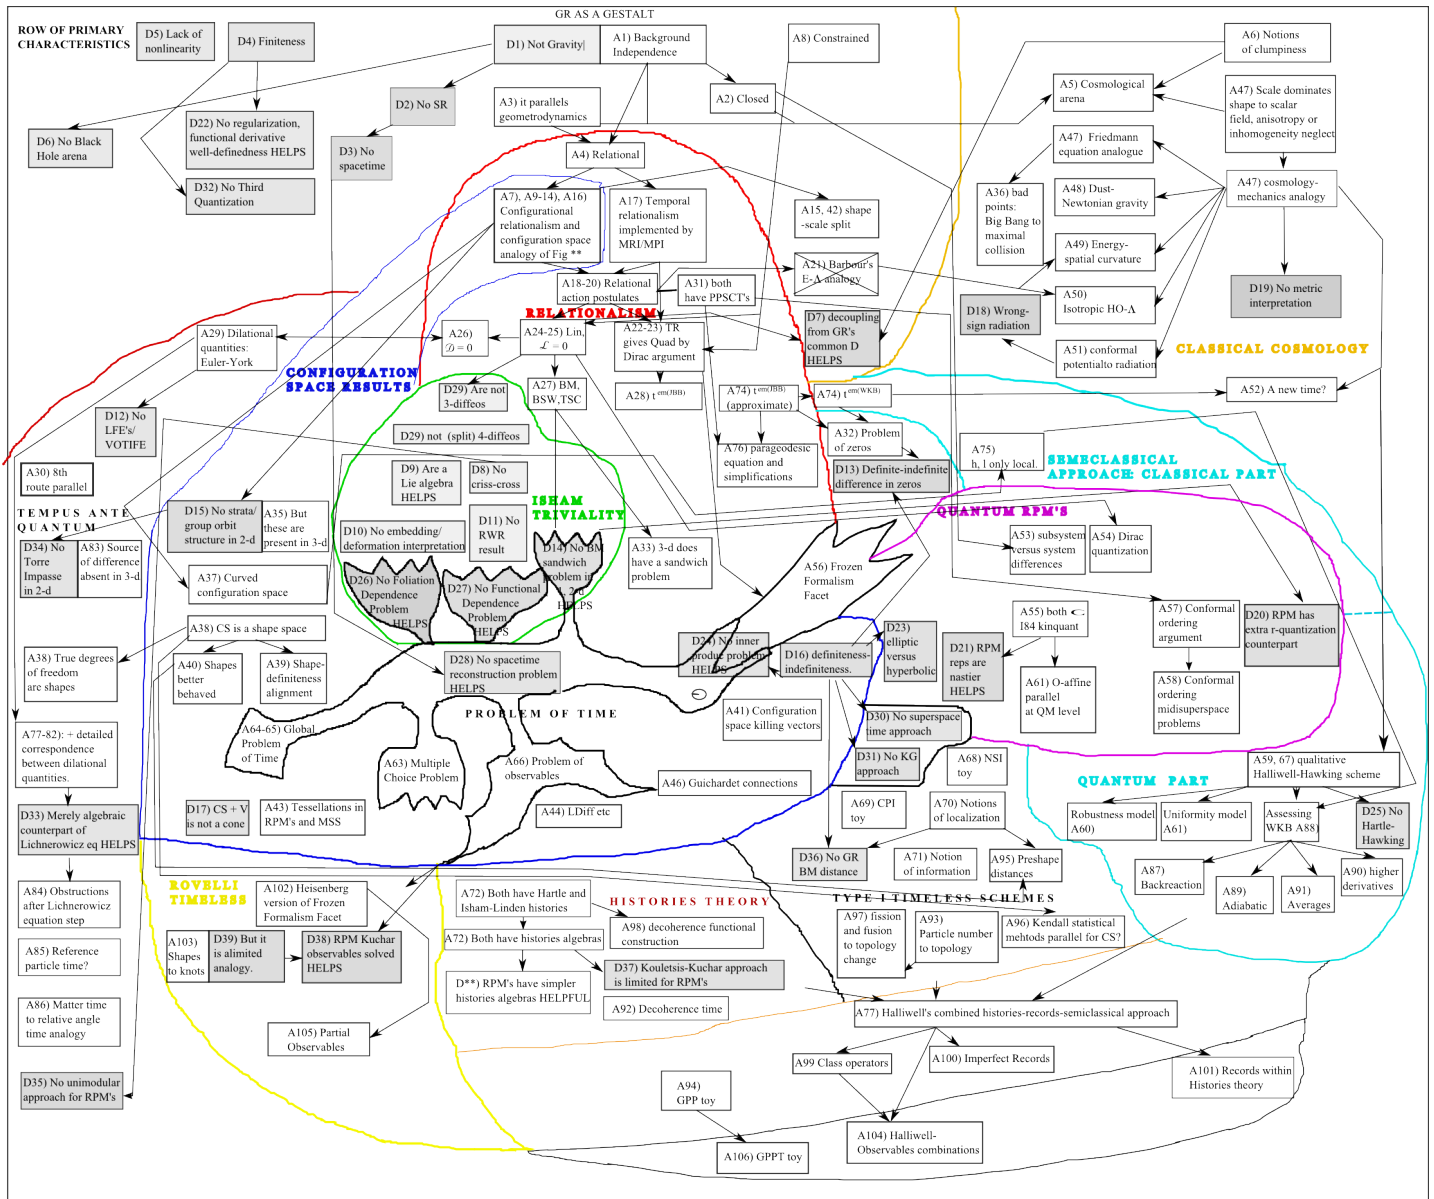 GR AS A GESTALT
ROW OF PRIMARY
CHARACTERISTICS
D5) Lack of
nonlinearity
D4) Finiteness
D1) Not Gravity|
A1) Background
Independence
A8) Constrained
A6) Notions
of clumpiness
D2) No SR
A3) it parallels
geometrodynamics
A2) Closed
A5) Cosmological
arena
A47) Scale dominates
shape to scalar
field, anisotropy or
inhomogeneity neglect
D6) No Black
Hole arena
D22) No regularization,
functional derivative
well-definedness HELPS
D3) No
spacetime
A4) Relational
A47) Friedmann
equation analogue
D32) No Third
Quantization
A7), A9-14), A16)
Configurational
relationalism and
configuration space
analogy of Fig **
A17) Temporal
relationalism
implemented by
MRI/MPI
A15, 42) shape
-scale split
A36) bad
points:
Big Bang to
maximal
collision
A48) Dust-
Newtonian gravity
A47) cosmology-
mechanics analogy
A49) Energy-
spatial curvature
A21) Barbour's
E-Λ analogy
A18-20) Relational
action postulates
A31) both
have PPSCT's
A50)
Isotropic HO-Λ
D19) No metric
interpretation
D18) Wrong-
sign radiation
RELATIONALISM
D7) decoupling
from GR's
common D
HELPS
A29) Dilational
quantities:
Euler-York
A26)
𝒟 = 0
A24-25) Lin,
ℒ = 0
A22-23) TR
gives Quad by
Dirac argument
A51) conformal
potentialto radiation
CLASSICAL COSMOLOGY
CONFIGURATION
SPACE RESULTS
D29) Are not
3-diffeos
A27) BM,
BSW,TSC
A28) t em(JBB)
A74) t em(JBB)
(approximate)
A74) t em(WKB)
A52) A new time?
D12) No
LFE's/
VOTIFE
D29) not (split) 4-diffeos
A32) Problem
of zeros
A76) parageodesic
equation and
simplifications
A75)
h, l only local.
SEMECLASSICAL
APPROACH: CLASSICAL PART
A30) 8th
route parallel
D9) Are a
Lie algebra
HELPS
D8) No
criss-cross
D13) Definite-indefinite
difference in zeros
TEMPUS ANTE
QUANTUM
D15) No strata/
group orbit
structure in 2-d
A35) But
these are
present in 3-d
ISHAM
TRIVIALITY
QUANTUM RPM'S
D10) No embedding/
deformation interpretation
D11) No
RWR
result
D34) No
Torre
Impasse
in 2-d
A83) Source
of difference
absent in 3-d
D14) No BM
sandwich
problem in
1, 2-d
HELPS
A33) 3-d does
have a sandwich
problem
A53) subsystem
versus system
differences
A54) Dirac
quantization
A37) Curved
configuration space
D26) No Foliation
Dependence
Problem
HELPS
D27) No Functional
Dependence
Problem
HELPS
A56) Frozen
Formalism
Facet
A55) both
I84 kinquant
A57) Conformal
ordering
argument
D20) RPM has
extra r-quantization
counterpart
A38) CS is a shape space
D24) No inner
produc problem
HELPS
D16) definiteness-
indefiniteness.
D23)
elliptic
versus
hyperbolic
D21) RPM
reps are
nastier
HELPS
A38) True degrees
of freedom
are shapes
A40) Shapes
better
behaved
A39) Shape-
definiteness
alignment
D28) No spacetime
reconstruction problem
HELPS
A61) O-affine
parallel
at QM level
A58) Conformal
ordering
midisuperspace
problems
PROBLEM OF TIME
A41) Configuration
space killing vectors
D30) No superspace
time approach
A64-65) Global
Problem
of Time
A77-82): + detailed
correspondence
between dilational
quantities.
A63) Multiple
Choice Problem
A66) Problem of
observables
D31) No KG
approach
A68) NSI
toy
A59, 67) qualitative
Halliwell-Hawking scheme
A46) Guichardet connections
QUANTUM PART
D17) CS + V
is not a cone
A43) Tessellations in
RPM's and MSS
A44) LDiff etc
A69) CPI
toy
A70) Notions
of localization
Robustness model
A60)
Uniformity model
A61)
Assessing
WKB A88)
D25) No
Hartle-
Hawking
D33) Merely algebraic
counterpart of
Lichnerowicz eq HELPS
D36) No GR
BM distance
A71) Notion
of information
A95) Preshape
distances
A87)
Backreaction
A90) higher
derivatives
A84) Obstructions
after Lichnerowicz
equation step
ROVELLI
TIMELESS
A102) Heisenberg
version of Frozen
Formalism Facet
A72) Both have Hartle and
Isham-Linden histories
HISTORIES THEORY
TYPE 1 TIMELESS SCHEMES
A89)
Adiabatic
A91)
Averages
A98) decoherence functional
construction
A97) fission
and fusion
to topology
change
A93)
Particle number
to topology
A96) Kendall statistical
mehtods parallel for CS?
A103)
Shapes
to knots
D39) But it
is alimited
analogy.
D38) RPM Kuchar
observables solved
HELPS
A72) Both have histories algebras
A85) Reference
particle time?
D37) Kouletsis-Kuchar approach
is limited for RPM's
D**) RPM's have simpler
histories algebras HELPFUL
A92) Decoherence time
A86) Matter time
to relative angle
time analogy
A77) Halliwell's combined histories-records-semiclassical approach
A105) Partial
Observables
A99 Class operators
A100) Imperfect Records
A101) Records within
Histories theory
D35) No unimodular
approach for RPM's
A94)
GPP toy
A104) Halliwell-
Observables combinations
A106) GPPT toy